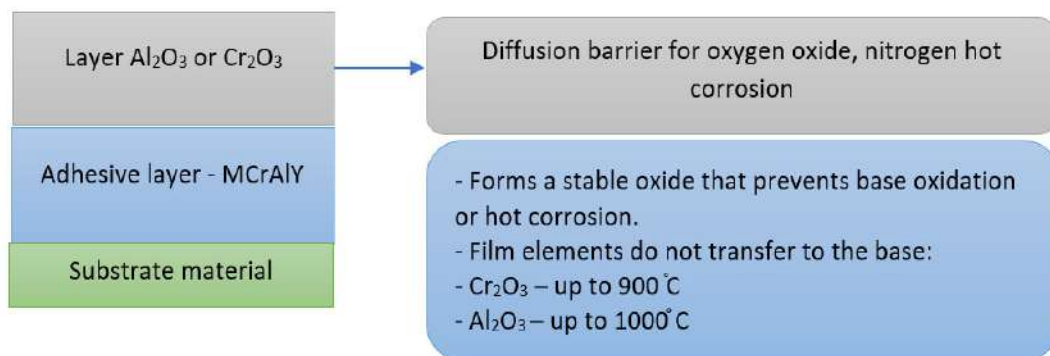 Layer Al₂O₃ or Cr₂O₃
Diffusion barrier for oxygen oxide, nitrogen hot
corrosion
Adhesive layer - MCrAlY
- Forms a stable oxide that prevents base oxidation
or hot corrosion.
- Film elements do not transfer to the base:
- Cr₂O₃ – up to 900°C
- Al₂O₃ – up to 1000°C
Substrate material